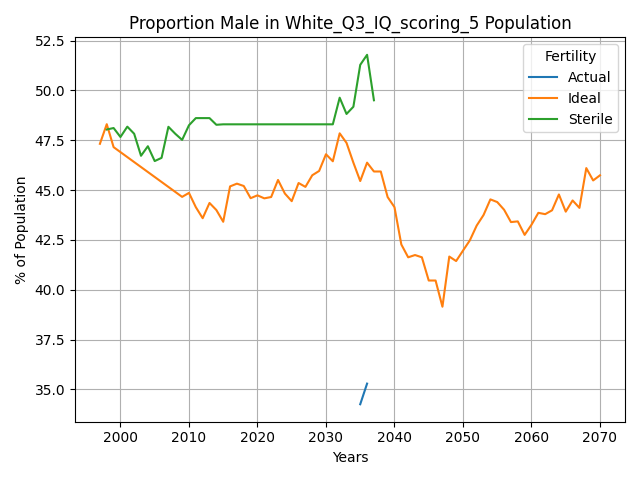 Proportion Male in White_Q3_IQ_scoring_5 Population
52.5
50.0
47.5
45.0
42.5
40.0
37.5
35.0
% of Population
Fertility
Actual
Ideal
Sterile
2000 2010 2020 2030 2040 2050 2060 2070
Years